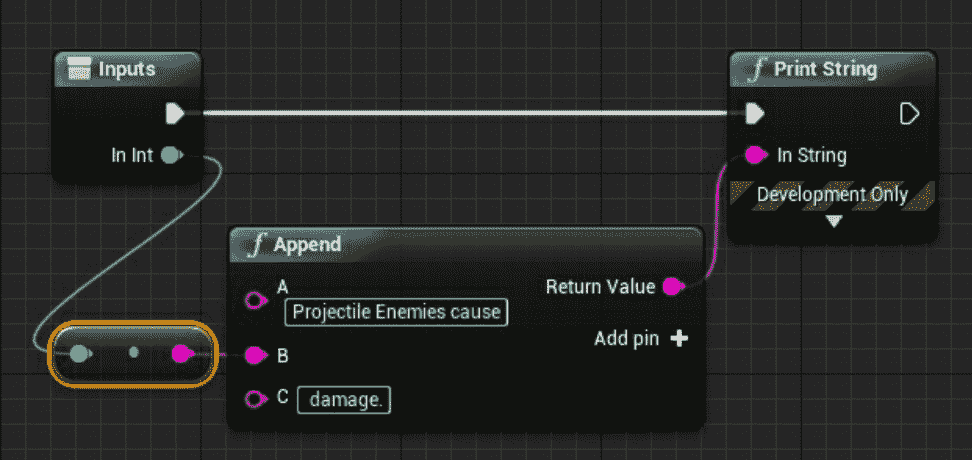 Inputs
In Int
f Print String
In String
Development Only
f Append
A
Projectile Enemies cause
Return Value
Add pin +
B
C damage.